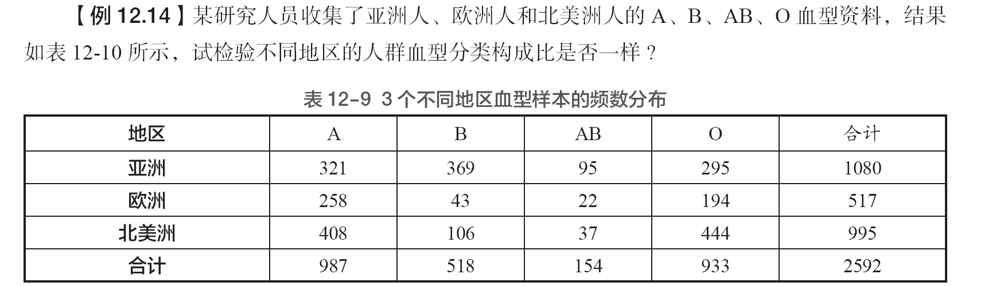 【例 12.14】某研究人员收集了亚洲人、欧洲人和北美洲人的 A、B、AB、O 血型资料，结果
如表 12-10 所示，试检验不同地区的人群血型分类构成比是否一样？
表 12-9 3 个不同地区血型样本的频数分布
地区 A B AB O 合计
亚洲 321 369 95 295 1080
欧洲 258 43 22 194 517
北美洲 408 106 37 444 995
合计 987 518 154 933 2592